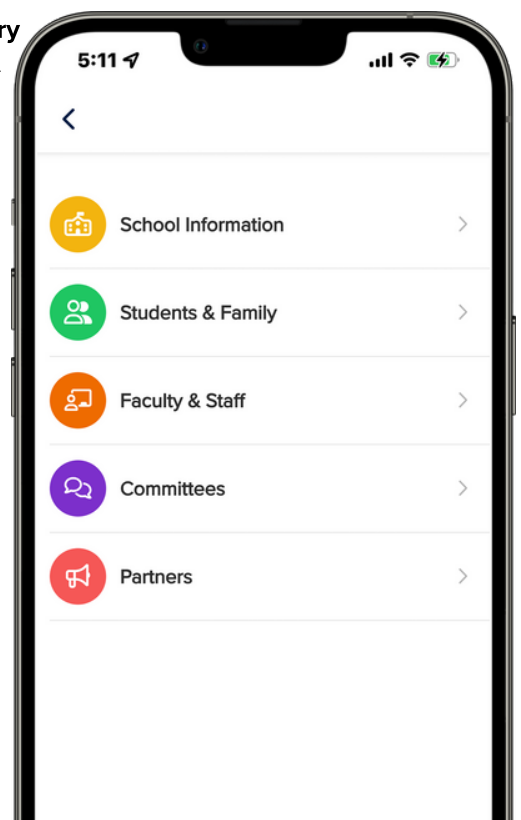 ry
5:11
School Information
Students & Family
Faculty & Staff
Committees
Partners